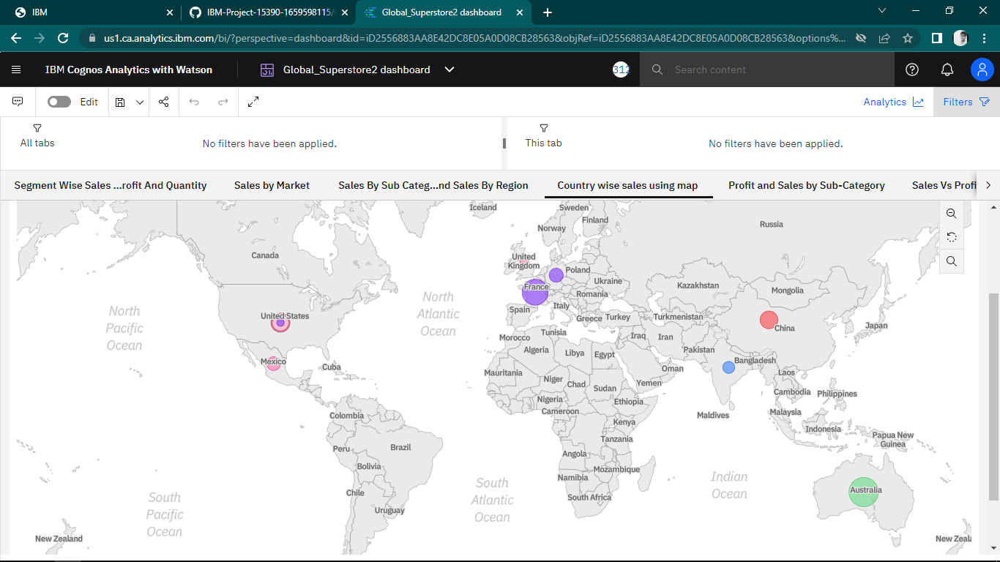 IBM
IBM-Project-15390-1659598115/
Global_Superstore2 dashboard
us1.ca.analytics.ibm.com/bi/?perspective=dashboard&id=iD2556883AA8E42DC8E05A0D08CB28563&objRef=iD2556883AA8E42DC8E05A0D08CB28563&options%...
IBM Cognos Analytics with Watson
Global_Superstore2 dashboard
312
Search content
Edit
Analytics
Filters
All tabs
No filters have been applied.
This tab
No filters have been applied.
Segment Wise Sales ...rofit And Quantity
Sales by Market
Sales By Sub Categ...nd Sales By Region
Country wise sales using map
Profit and Sales by Sub-Category
Sales Vs Profi
Iceland
Sweden
Finland
Norway
Russia
Canada
United
Kingdom
Poland
Ukraine
Kazakhstan
Mongolia
France
Romania
North
Pacific
Ocean
North
Atlantic
Ocean
United States
Spain
Italy
Greece
Turkey
Turkmenistan
China
Japan
Morocco
Tunisia
Iraq
Iran
Algeria
Libya
Egypt
Pakistan
Mexico
Cuba
Bangladesh
Oman
Mauritania
Niger
Chad
Sudan
Yemen
Laos
Nigeria
Ethiopia
Cambodia
Philippines
Cameroon
Colombia
Maldives
Malaysia
Kenya
Indonesia
Papua New
Guinea
Tanzania
Peru
Brazil
Angola
Bolivia
Mozambique
Namibia
Indian
Ocean
South
Atlantic
Ocean
Chile
South Africa
Australia
South
Pacific
Ocean
Uruguay
New Zealand
New Zeala